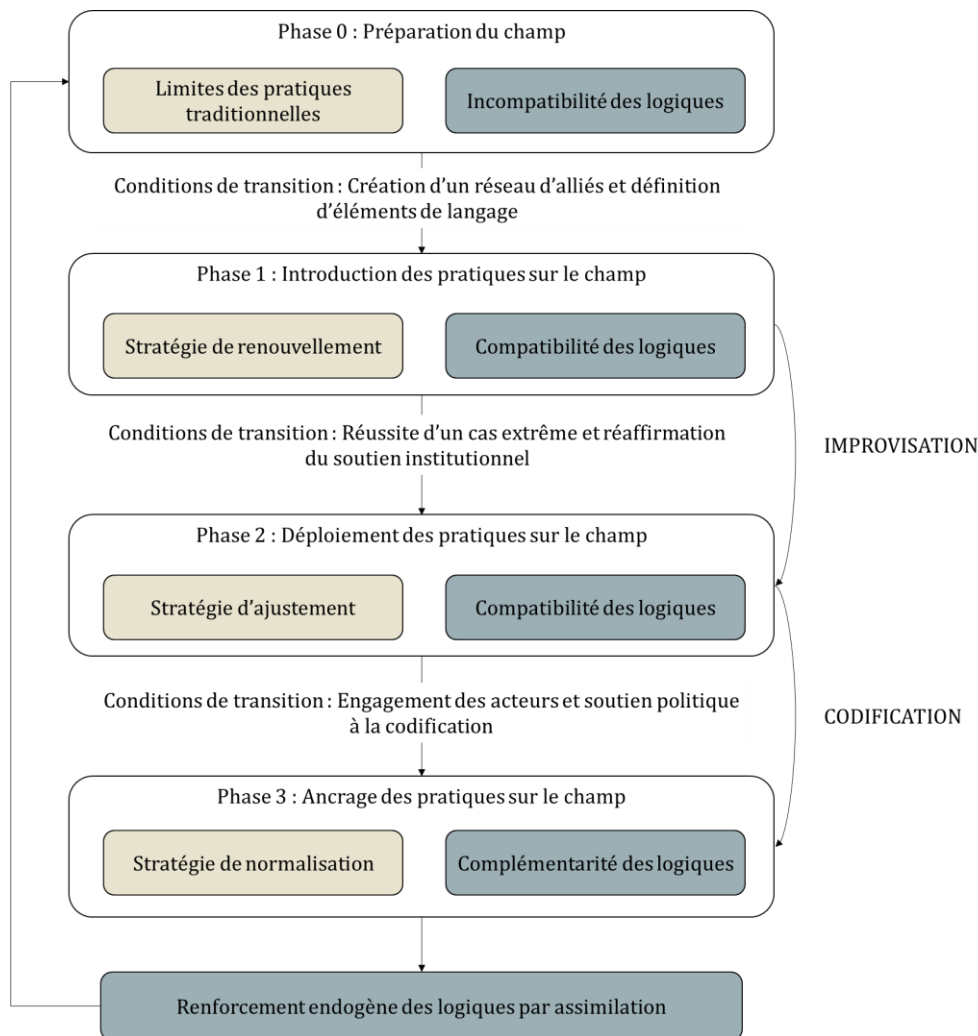 Phase 0 : Préparation du champ
Limites des pratiques
traditionnelles
Incompatibilité des logiques
Conditions de transition : Création d’un réseau d’alliés et définition
d’éléments de langage
Phase 1 : Introduction des pratiques sur le champ
Stratégie de renouvellement
Compatibilité des logiques
Conditions de transition : Réussite d’un cas extrême et réaffirmation
du soutien institutionnel
IMPROVISATION
Phase 2 : Déploiement des pratiques sur le champ
Stratégie d’ajustement
Compatibilité des logiques
Conditions de transition : Engagement des acteurs et soutien politique
à la codification
CODIFICATION
Phase 3 : Ancrage des pratiques sur le champ
Stratégie de normalisation
Complémentarité des logiques
Renforcement endogène des logiques par assimilation